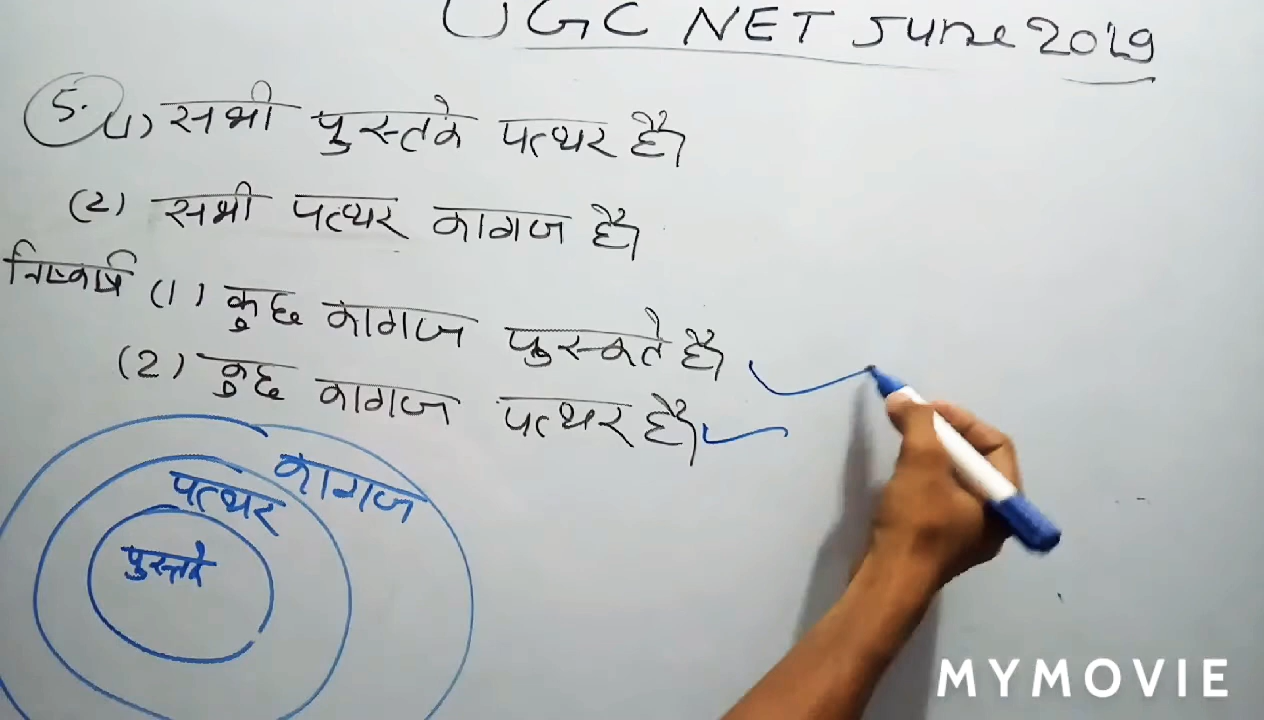 UGC NET June 2019
5. (1) सभी पुस्तके पत्थर है।
(2) सभी पत्थर कागज है।
निष्कर्ष (1) कुछ कागज पुस्कते है।
(2) कुछ कागज पत्थर है।
कागज
पत्थर
पुस्तके
MYMOVIE